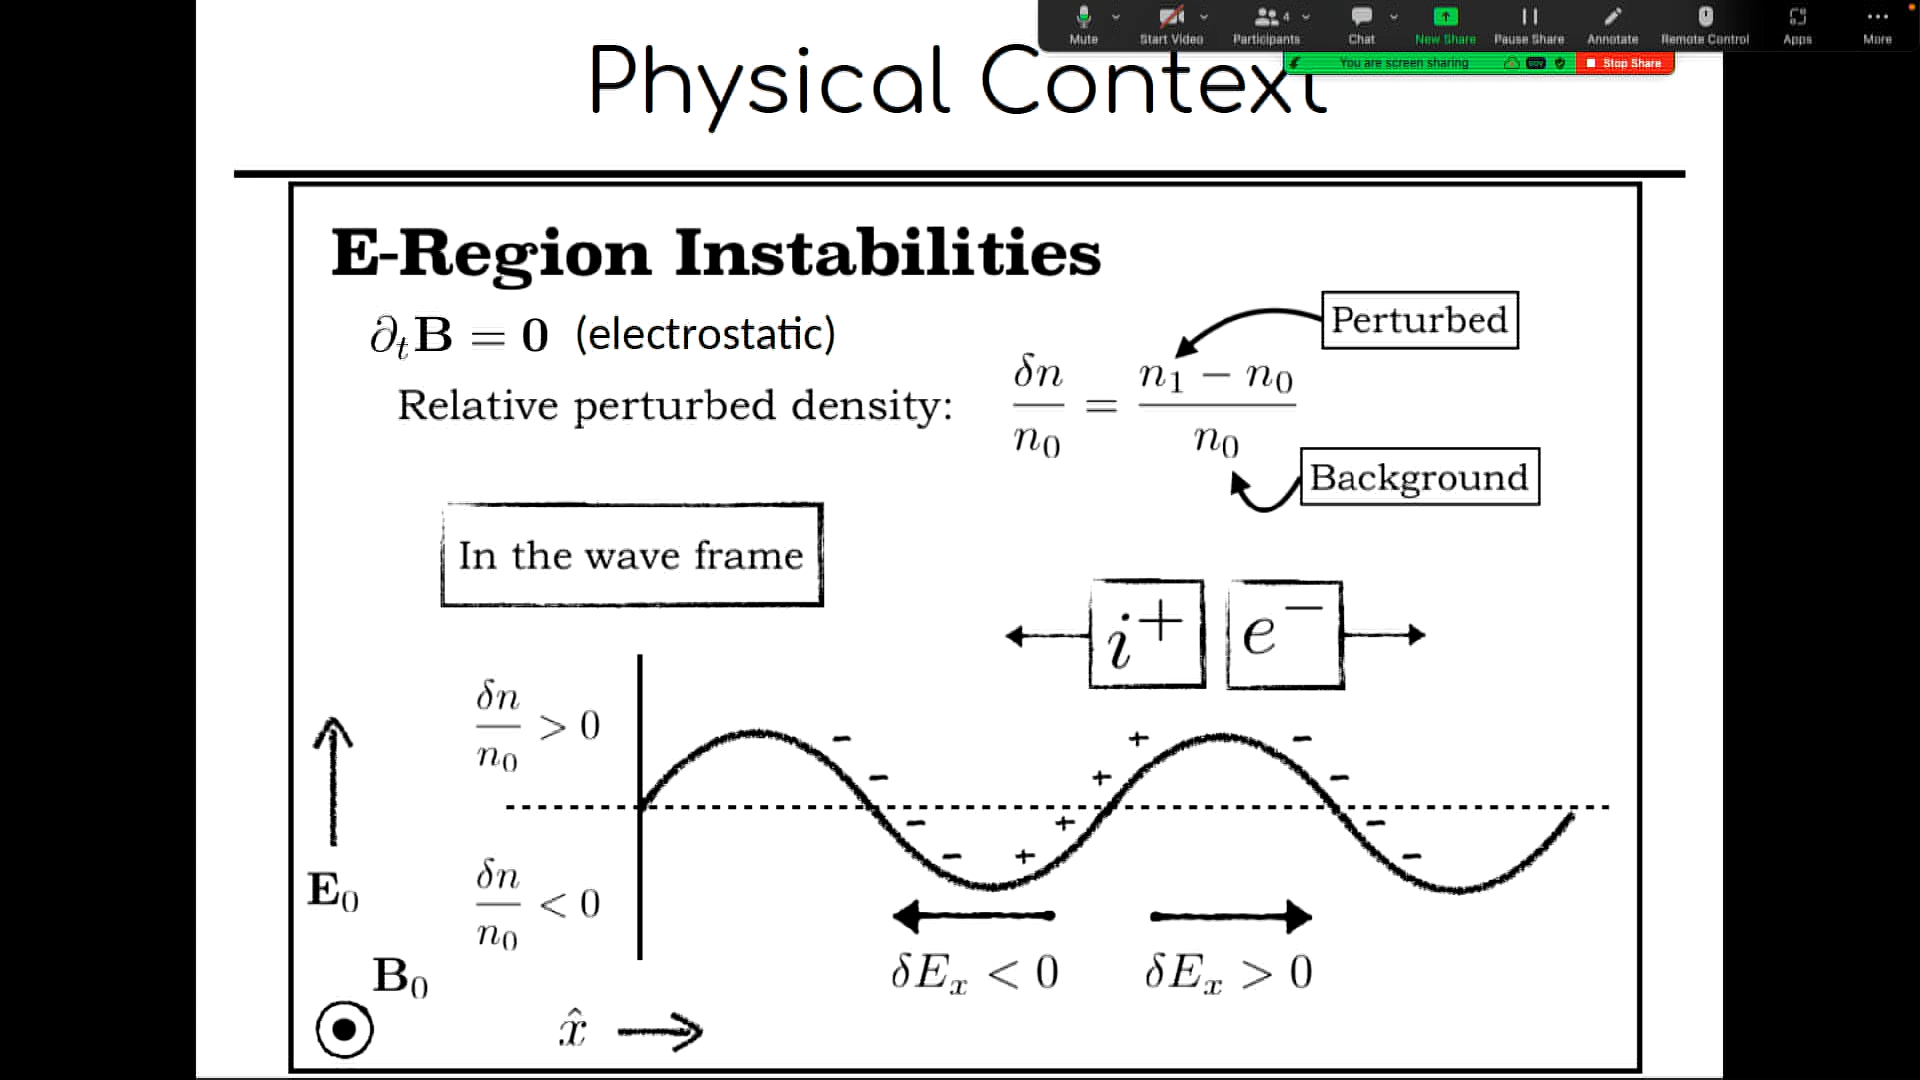 Mute
Start Video
Participants
4
Chat
New Share
Pause Share
Annotate
Remote Control
Apps
More
You are screen sharing
Stop Share
Physical Context
E-Region Instabilities
∂ₜB = 0 (electrostatic)
Perturbed
Relative perturbed density:
δn/n₀ = (n₁ − n₀)/n₀
Background
In the wave frame
i⁺
e⁻
δn/n₀ > 0
E₀
δn/n₀ < 0
B₀
δEₓ < 0
δEₓ > 0
x̂